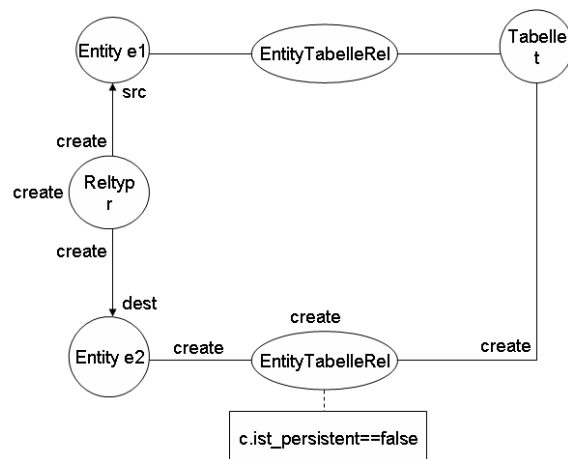 Entity e1
EntityTabelleRel
Tabelle
t
src
create
Reltyp
r
create
create
dest
create
Entity e2
create
EntityTabelleRel
create
c.ist_persistent==false